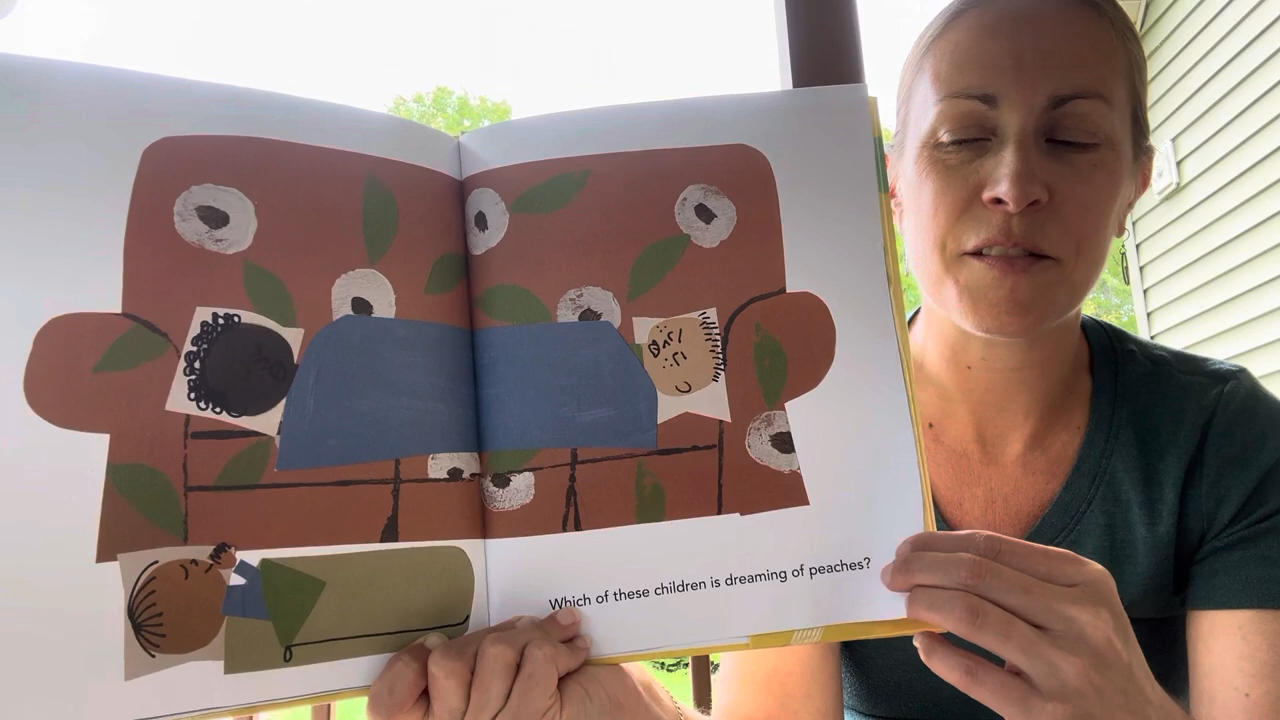 Which of these children is dreaming of peaches?